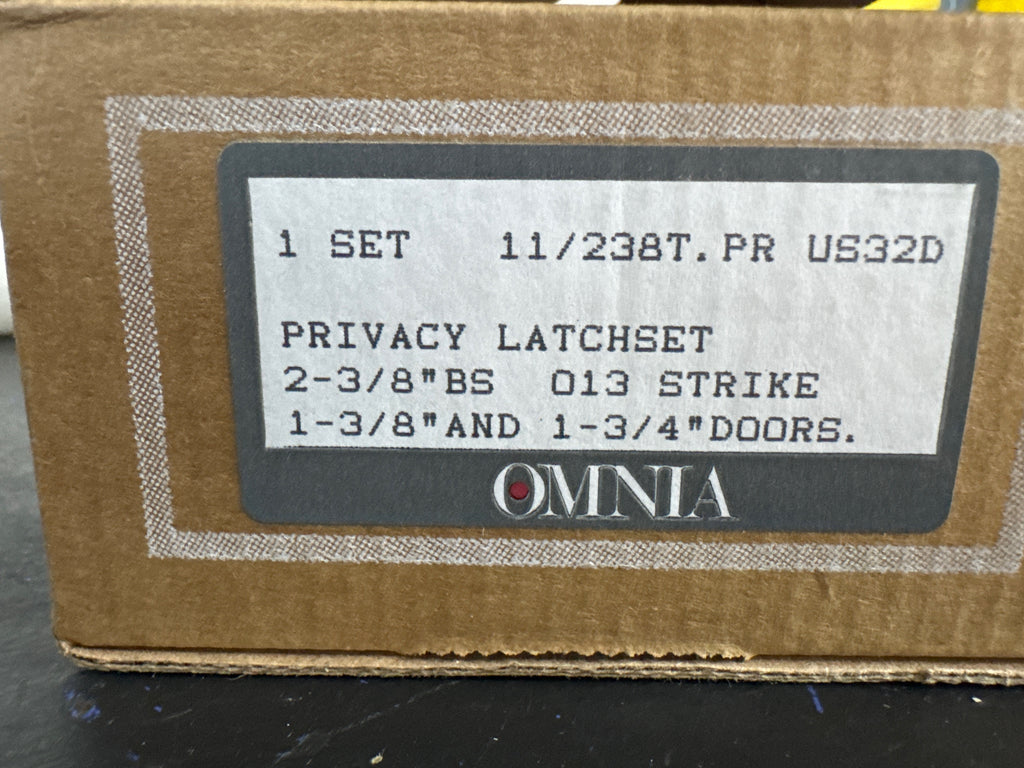 1 SET 11/238T.PR US32D
PRIVACY LATCHSET
2-3/8"BS 013 STRIKE
1-3/8"AND 1-3/4"DOORS.
OMNIA